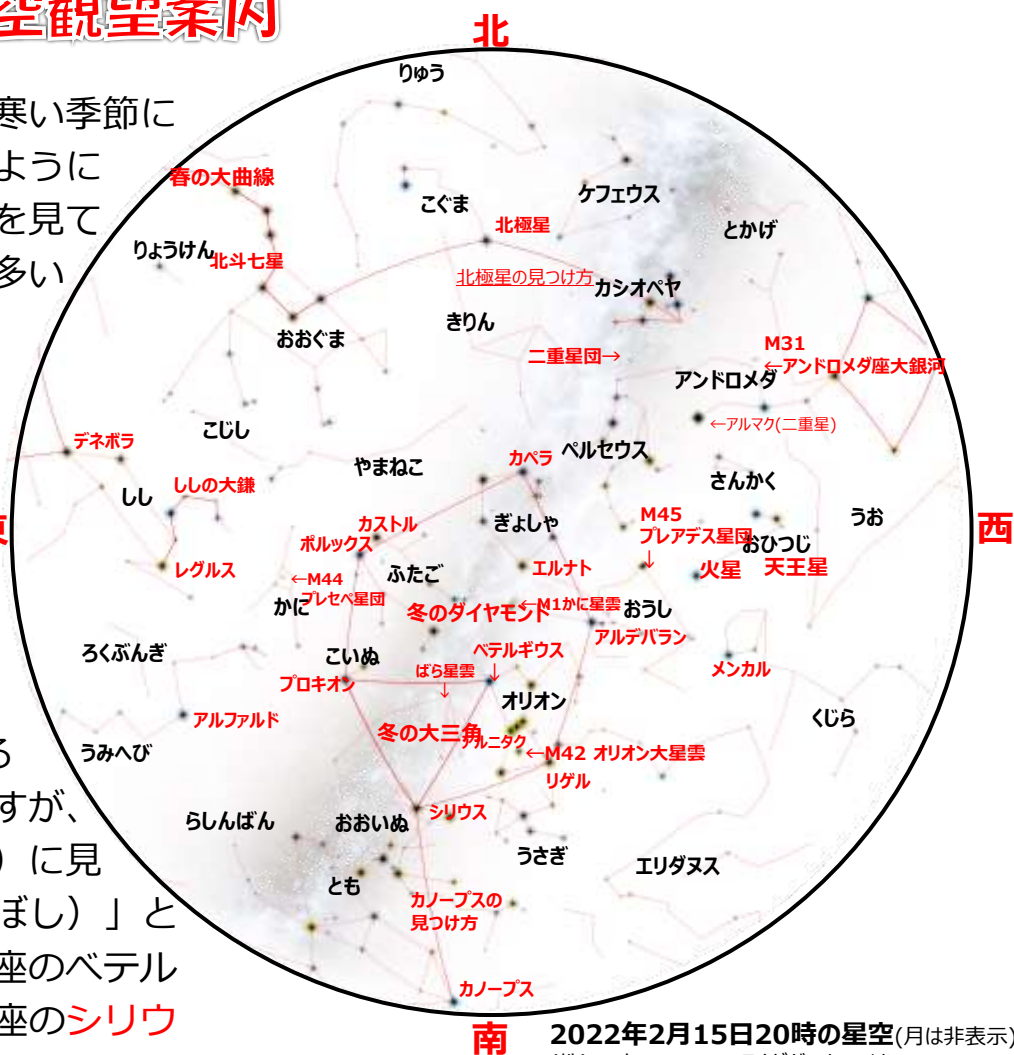 空観望案内
北
寒い季節に
ように
を見て
多い
りゅう
春の大曲線
こぐま
ケフェウス
北極星
とかげ
りょうけん
北斗七星
北極星の見つけ方
カシオペヤ
きりん
おおぐま
二重星団→
M31
←アンドロメダ座大銀河
アンドロメダ
←アルマク(二重星)
こじし
デネボラ
やまねこ
カペラ
ペルセウス
さんかく
しし
ししの大鎌
カストル
ぎょしゃ
M45
プレアデス星団
↓
うお
ポルックス
おひつじ
西
レグルス
ふたご
エルナト
火星
天王星
←M44
プレセペ星団
かに
冬のダイヤモンド
←M1かに星雲
おうし
アルデバラン
ろくぶんぎ
こいぬ
ベテルギウス
↓
ばら星雲
↓
メンカル
プロキオン
オリオン
アルファルド
冬の大三角
アルニタク
←M42 オリオン大星雲
くじら
うみへび
リゲル
る
すが、
らしんばん
おおいぬ
シリウス
）に見
うさぎ
エリダヌス
とも
カノープスの
見つけ方
ぼし）」と
座のベテル
カノープス
座のシリウ
南
2022年2月15日20時の星空(月は非表示)